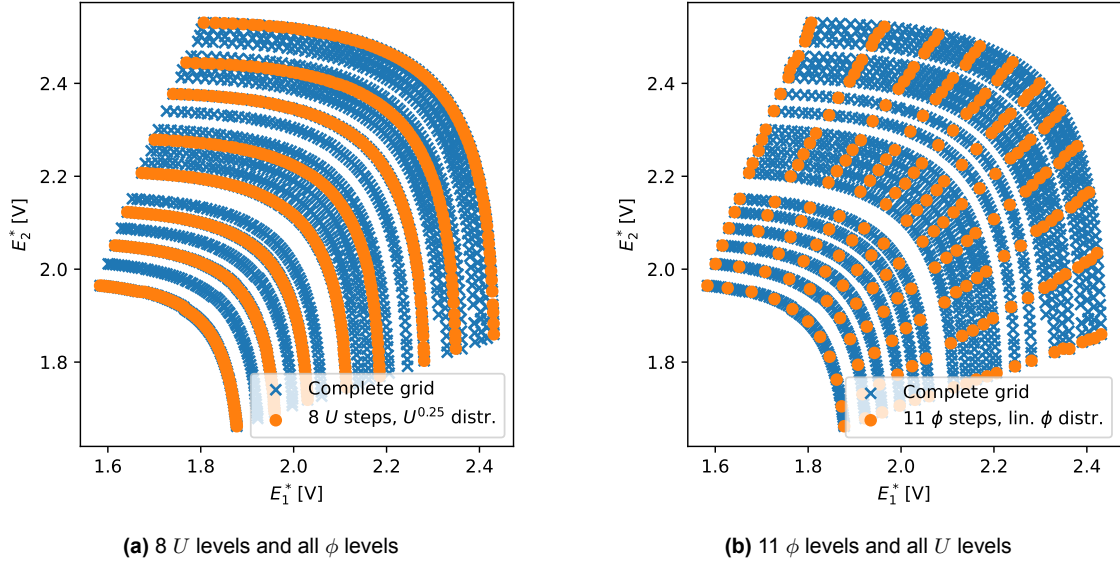 2.4
2.2
2.0
1.8
E₂* [V]
1.6 1.8 2.0 2.2 2.4
E₁* [V]
Complete grid
8 U steps, U^0.25 distr.
(a) 8 U levels and all ϕ levels
2.4
2.2
2.0
1.8
E₂* [V]
1.6 1.8 2.0 2.2 2.4
E₁* [V]
Complete grid
11 ϕ steps, lin. ϕ distr.
(b) 11 ϕ levels and all U levels